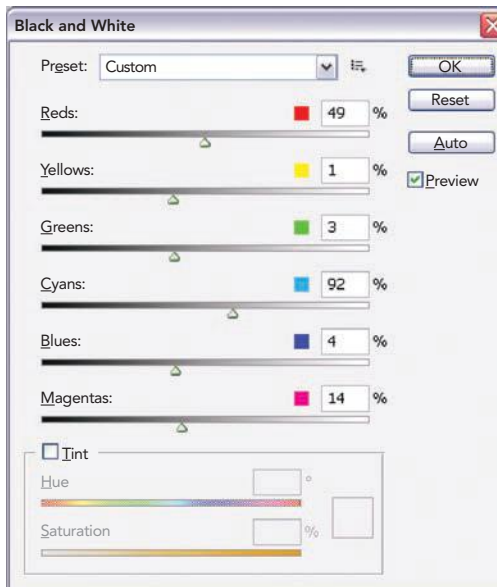 Black and White
Preset: Custom
OK
Reset
Auto
Preview
Reds: 49 %
Yellows: 1 %
Greens: 3 %
Cyans: 92 %
Blues: 4 %
Magentas: 14 %
Tint
Hue °
Saturation %